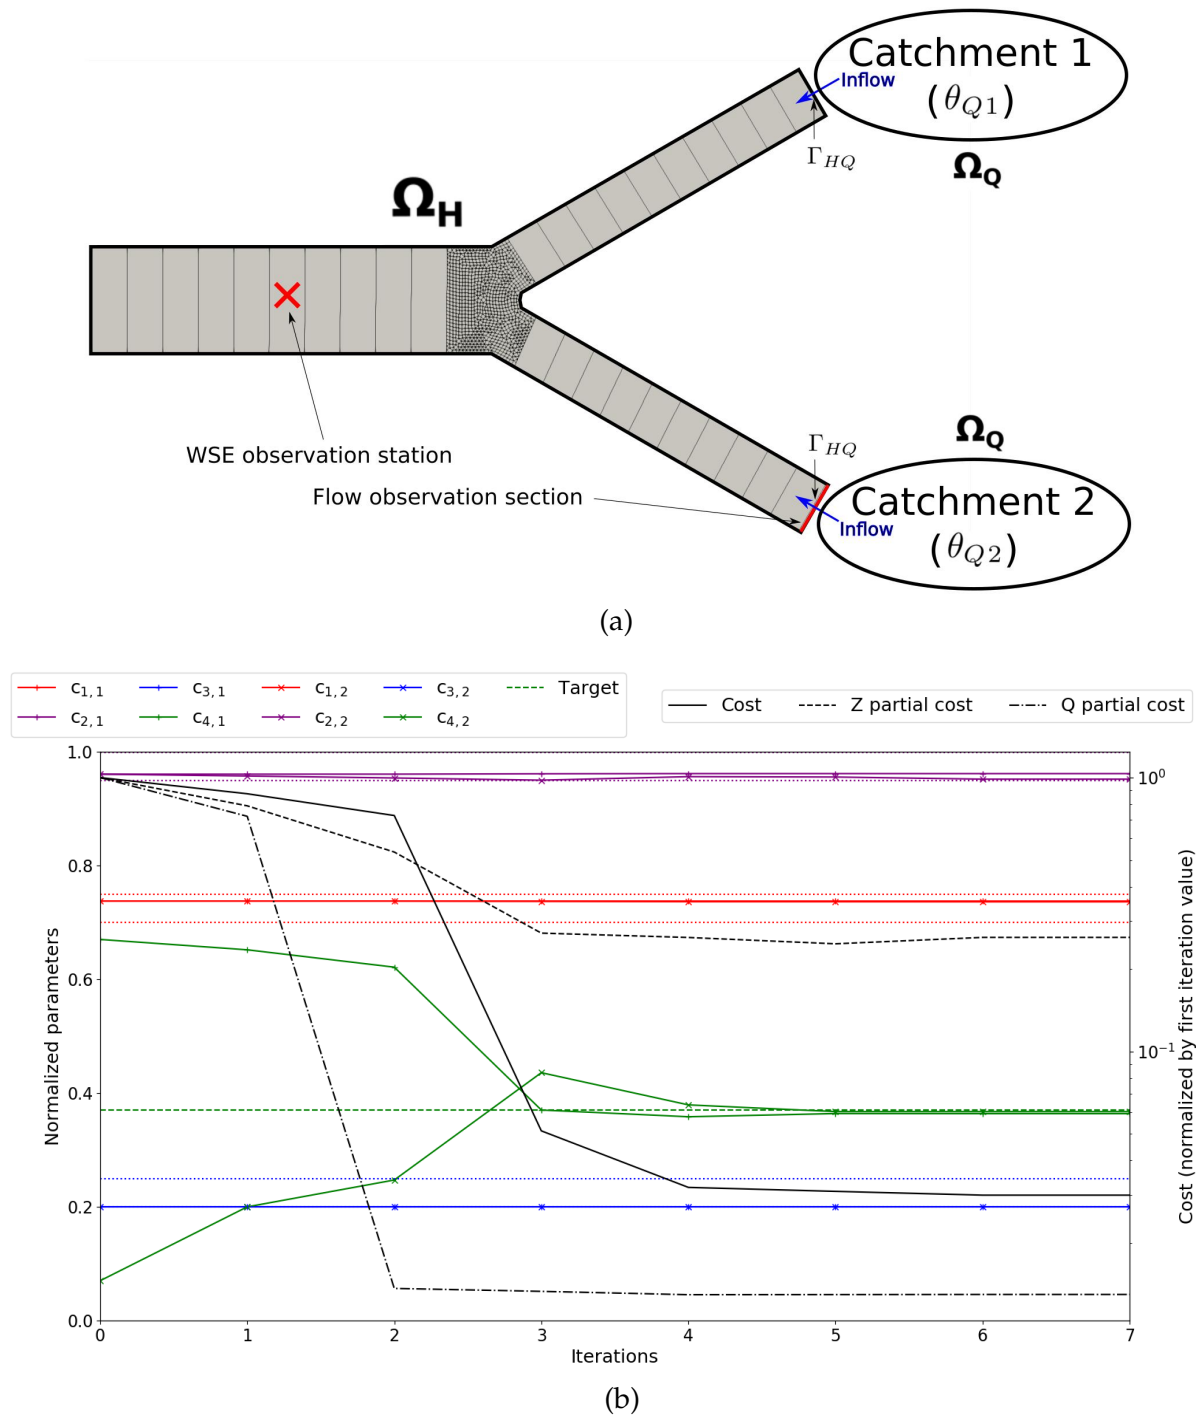 Catchment 1
Inflow
(θQ1)
ΓHQ
ΩQ
ΩH
WSE observation station
ΓHQ
ΩQ
Flow observation section
Catchment 2
Inflow
(θQ2)
(a)
c1,1 c3,1 c1,2 c3,2 Target
c2,1 c4,1 c2,2 c4,2
Cost Z partial cost Q partial cost
1.0
0.8
0.6
0.4
0.2
0.0
Normalized parameters
10^0
10^-1
Cost (normalized by first iteration value)
0 1 2 3 4 5 6 7
Iterations
(b)